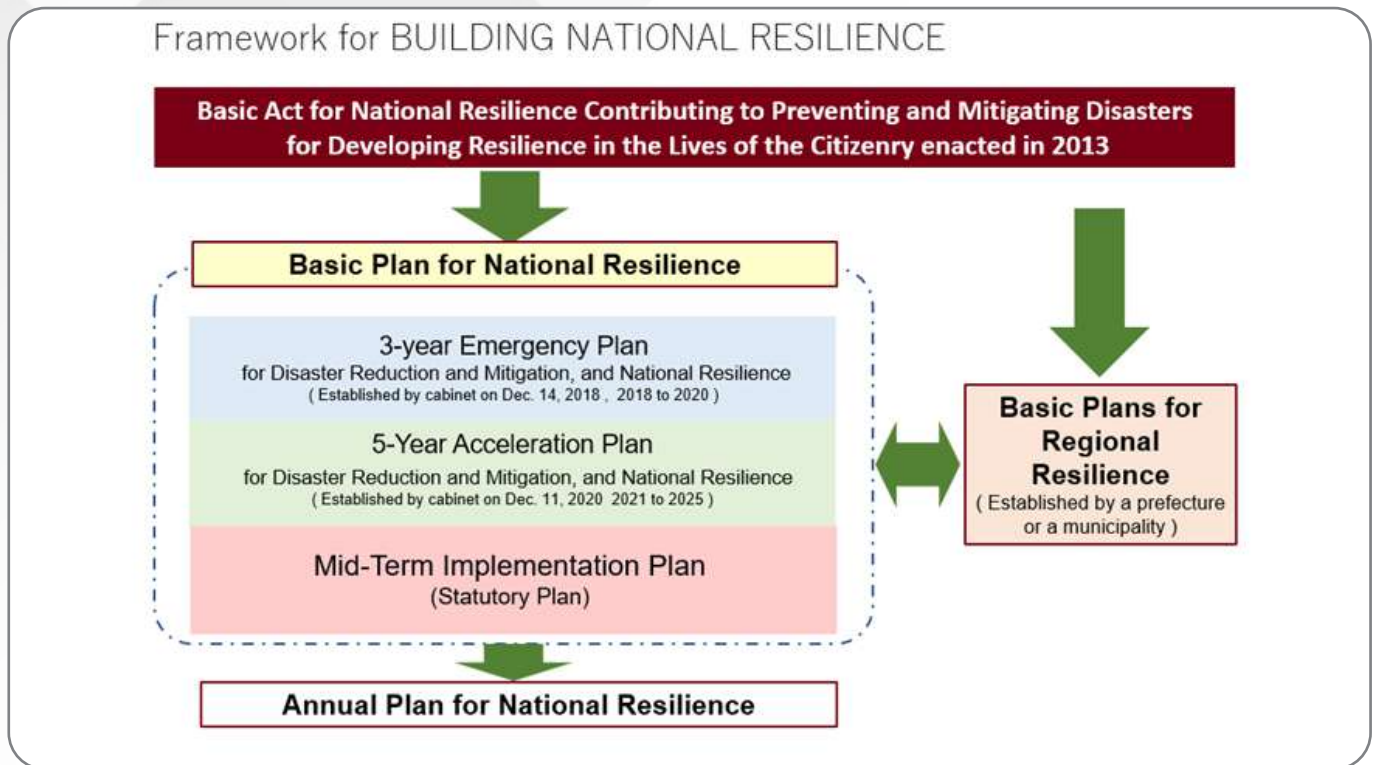 Framework for BUILDING NATIONAL RESILIENCE
Basic Act for National Resilience Contributing to Preventing and Mitigating Disasters
for Developing Resilience in the Lives of the Citizenry enacted in 2013
Basic Plan for National Resilience
3-year Emergency Plan
for Disaster Reduction and Mitigation, and National Resilience
( Established by cabinet on Dec. 14, 2018 , 2018 to 2020 )
5-Year Acceleration Plan
for Disaster Reduction and Mitigation, and National Resilience
( Established by cabinet on Dec. 11, 2020 2021 to 2025 )
Mid-Term Implementation Plan
(Statutory Plan)
Basic Plans for
Regional
Resilience
( Established by a prefecture
or a municipality )
Annual Plan for National Resilience